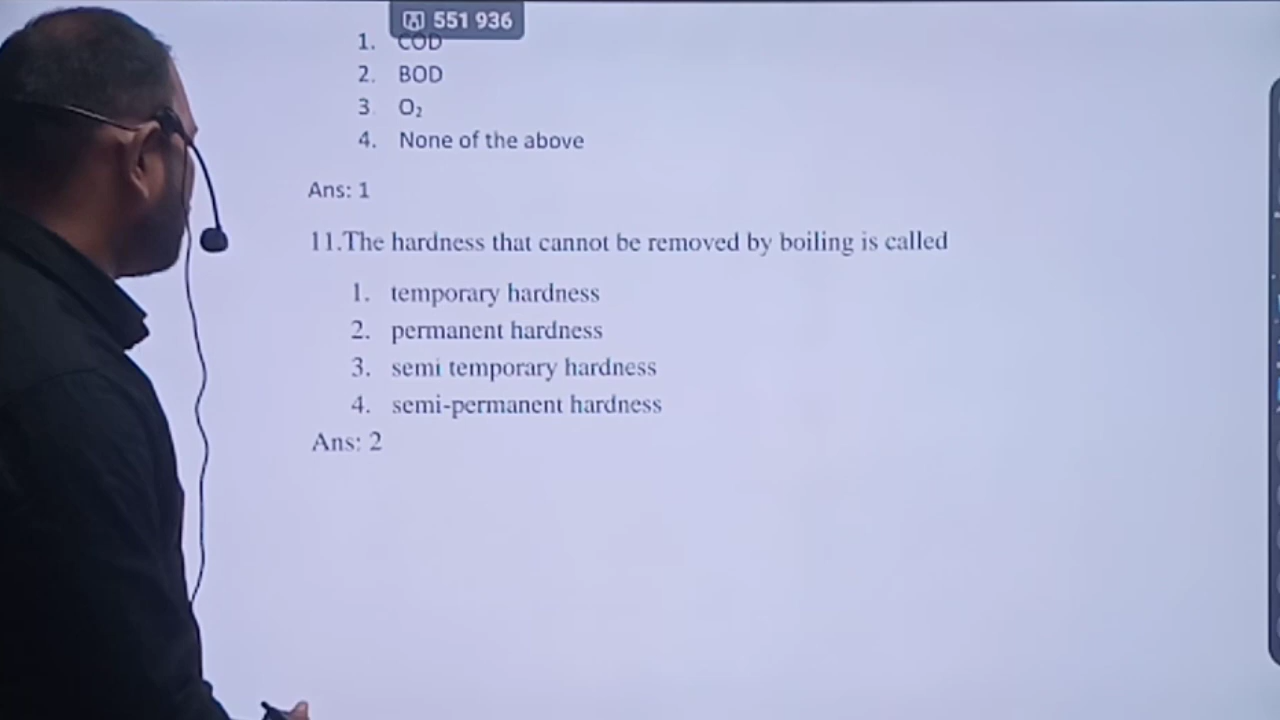 551 936
1. COD
2. BOD
3 O₂
4. None of the above
Ans: 1
11.The hardness that cannot be removed by boiling is called
1. temporary hardness
2. permanent hardness
3. semi temporary hardness
4. semi-permanent hardness
Ans: 2